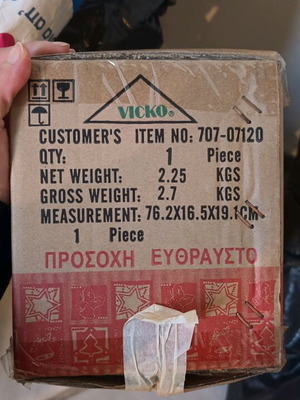 VICKO®
CUSTOMER'S ITEM NO: 707-07120
QTY: 1 Piece
NET WEIGHT: 2.25 KGS
GROSS WEIGHT: 2.7 KGS
MEASUREMENT: 76.2X16.5X19.1CM
1 Piece
ΠΡΟΣΟΧΗ ΕΥΘΡΑΥΣΤΟ